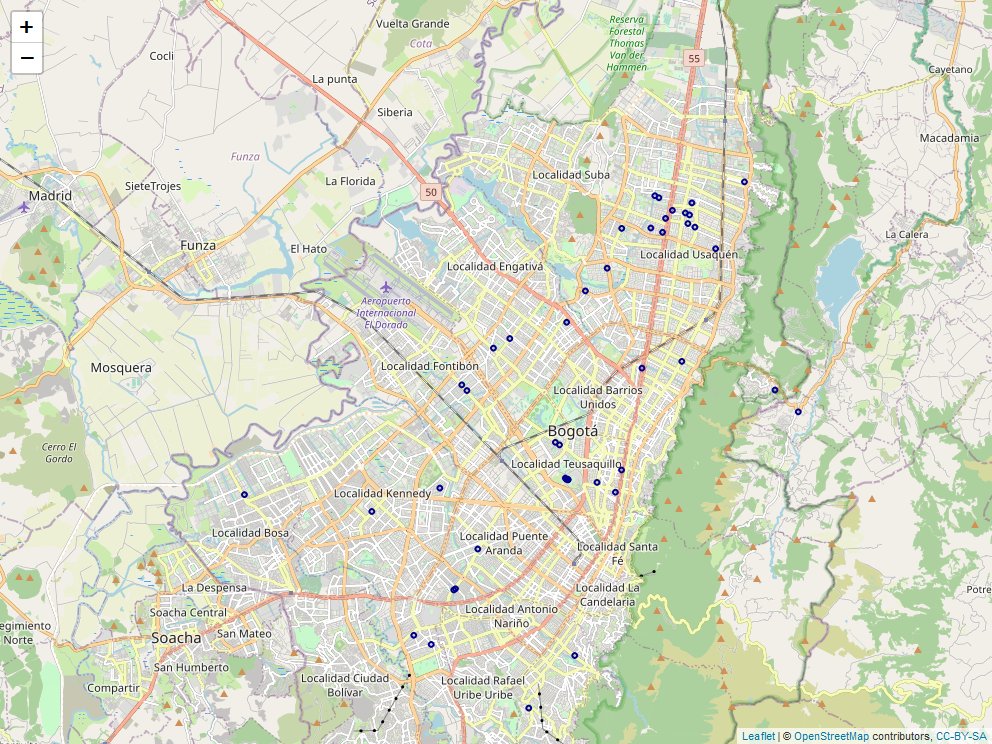 +
−
Vuelta Grande
Cota
Cocli
La punta
Siberia
Reserva
Forestal
Thomas
Van der
Hammen
55
Cayetano
Macadamia
Funza
SieteTrojes
La Florida
50
Localidad Suba
Madrid
Funza
El Hato
La Calera
Localidad Engativá
Localidad Usaquén
Aeropuerto
Internacional
El Dorado
Mosquera
Localidad Fontibón
Localidad Barrios
Unidos
Cerro El
Gordo
Bogotá
Localidad Teusaquillo
Localidad Kennedy
Localidad Bosa
Localidad Puente
Aranda
Localidad Santa
Fé
La Despensa
Localidad La
Candelaria
Potre
Soacha Central
Localidad Antonio
Nariño
egimiento
Norte
Soacha
San Mateo
San Humberto
Compartir
Localidad Ciudad
Bolívar
Localidad Rafael
Uribe Uribe
Leaflet | © OpenStreetMap contributors, CC-BY-SA